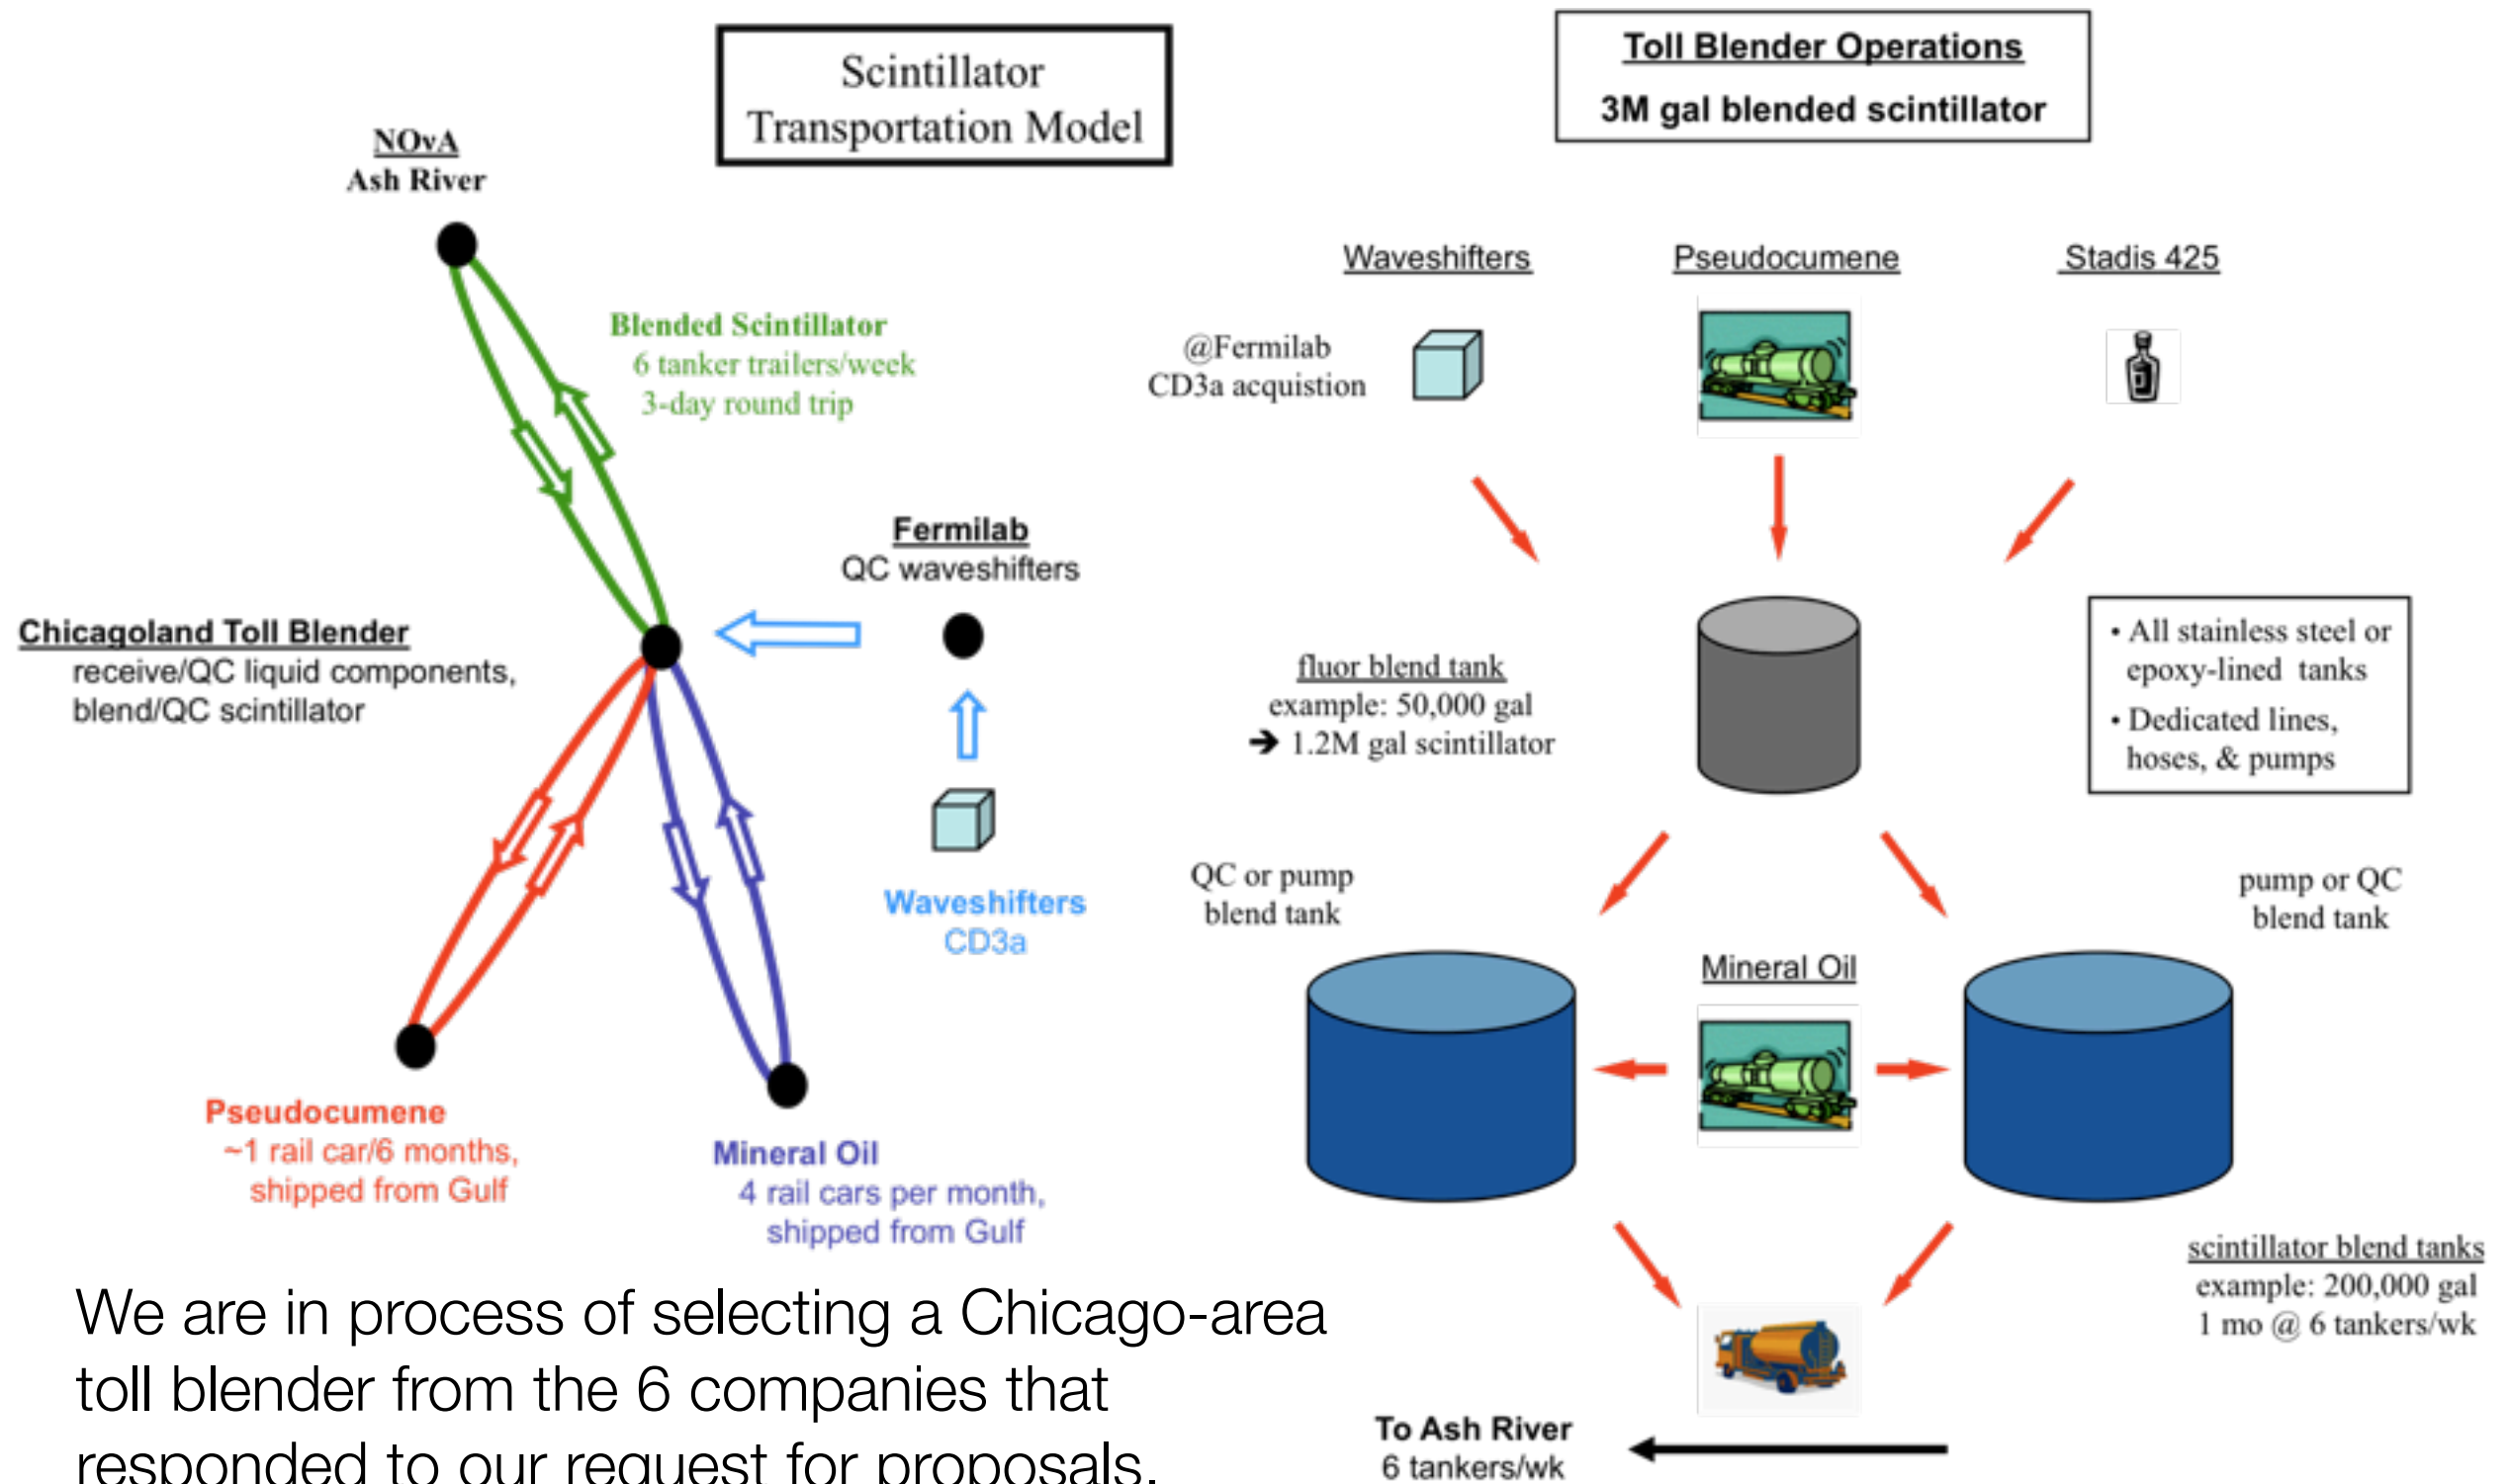 Scintillator
Transportation Model
NOvA
Ash River
Blended Scintillator
6 tanker trailers/week
3-day round trip
Fermilab
QC waveshifters
Chicagoland Toll Blender
receive/QC liquid components,
blend/QC scintillator
Waveshifters
CD3a
Pseudocumene
~1 rail car/6 months,
shipped from Gulf
Mineral Oil
4 rail cars per month,
shipped from Gulf
We are in process of selecting a Chicago-area
toll blender from the 6 companies that
responded to our request for proposals.
Toll Blender Operations
3M gal blended scintillator
Waveshifters
Pseudocumene
Stadis 425
@Fermilab
CD3a acquistion
fluor blend tank
example: 50,000 gal
➔ 1.2M gal scintillator
• All stainless steel or
epoxy-lined tanks
• Dedicated lines,
hoses, & pumps
QC or pump
blend tank
pump or QC
blend tank
Mineral Oil
scintillator blend tanks
example: 200,000 gal
1 mo @ 6 tankers/wk
To Ash River
6 tankers/wk